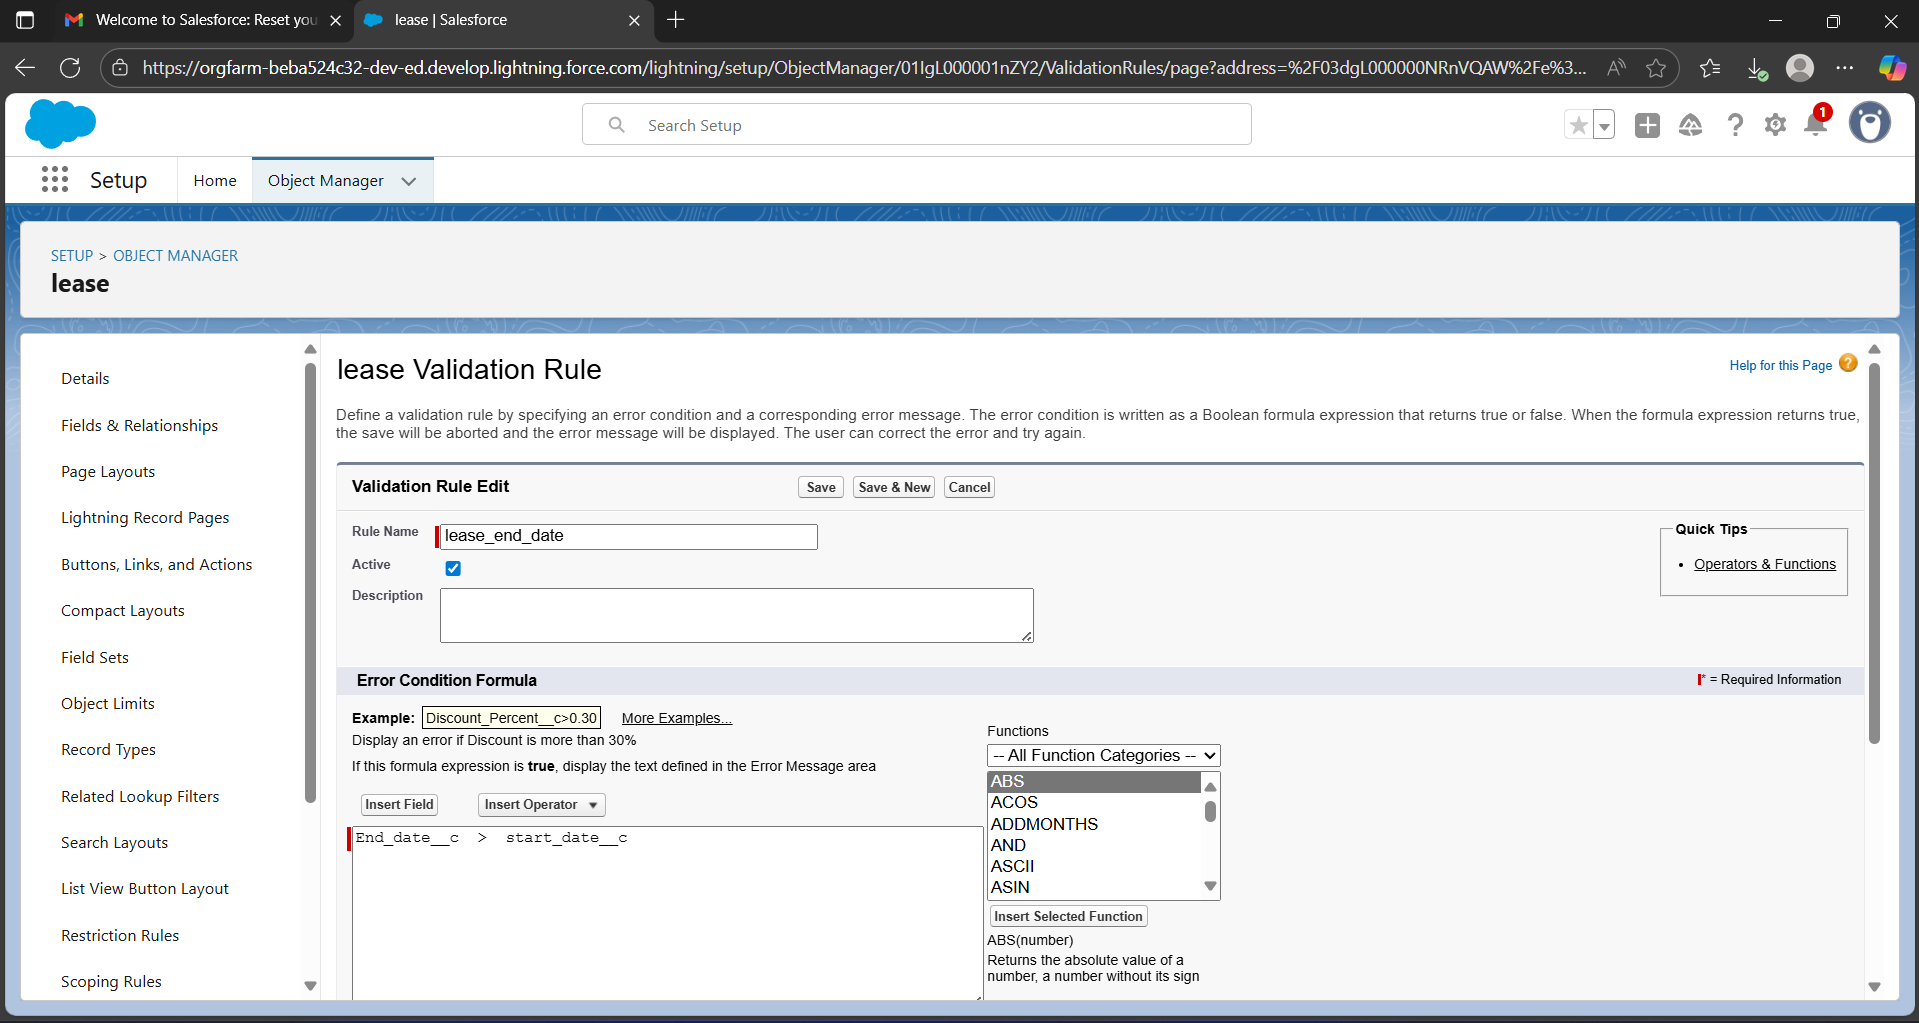 Welcome to Salesforce: Reset you
lease | Salesforce
https://orgfarm-beba524c32-dev-ed.develop.lightning.force.com/lightning/setup/ObjectManager/01IgL000001nZY2/ValidationRules/page?address=%2F03dgL000000NRnVQAW%2Fe%3...
Search Setup
1
Setup
Home
Object Manager
SETUP > OBJECT MANAGER
lease
Details
Fields & Relationships
Page Layouts
Lightning Record Pages
Buttons, Links, and Actions
Compact Layouts
Field Sets
Object Limits
Record Types
Related Lookup Filters
Search Layouts
List View Button Layout
Restriction Rules
Scoping Rules
lease Validation Rule
Help for this Page ?
Define a validation rule by specifying an error condition and a corresponding error message. The error condition is written as a Boolean formula expression that returns true or false. When the formula expression returns true,
the save will be aborted and the error message will be displayed. The user can correct the error and try again.
Validation Rule Edit
Save
Save & New
Cancel
Rule Name
lease_end_date
Active
Description
Quick Tips
• Operators & Functions
Error Condition Formula
* = Required Information
Example: Discount_Percent__c>0.30 More Examples...
Display an error if Discount is more than 30%
If this formula expression is true, display the text defined in the Error Message area
Insert Field
Insert Operator
End_date__c > start_date__c
Functions
-- All Function Categories --
ABS
ACOS
ADDMONTHS
AND
ASCII
ASIN
Insert Selected Function
ABS(number)
Returns the absolute value of a
number, a number without its sign